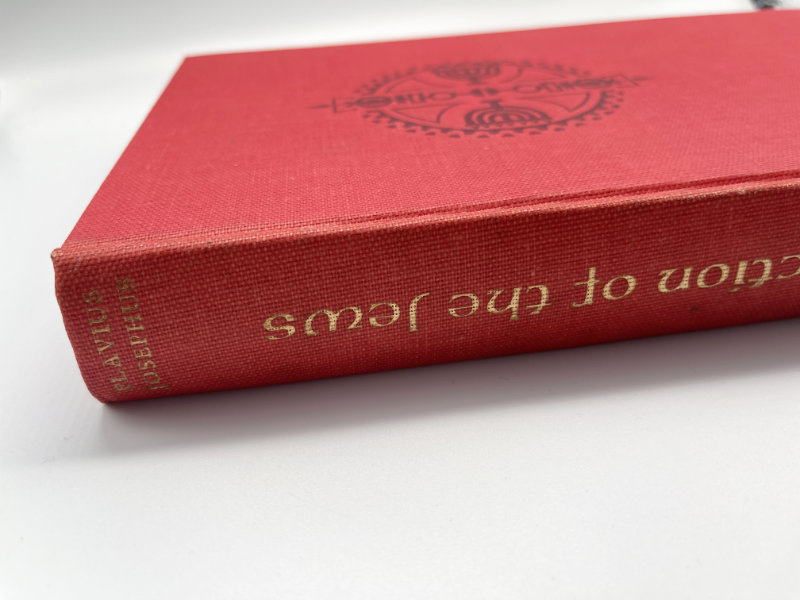 ction of the Jews
FLAVIUS
JOSEPHUS